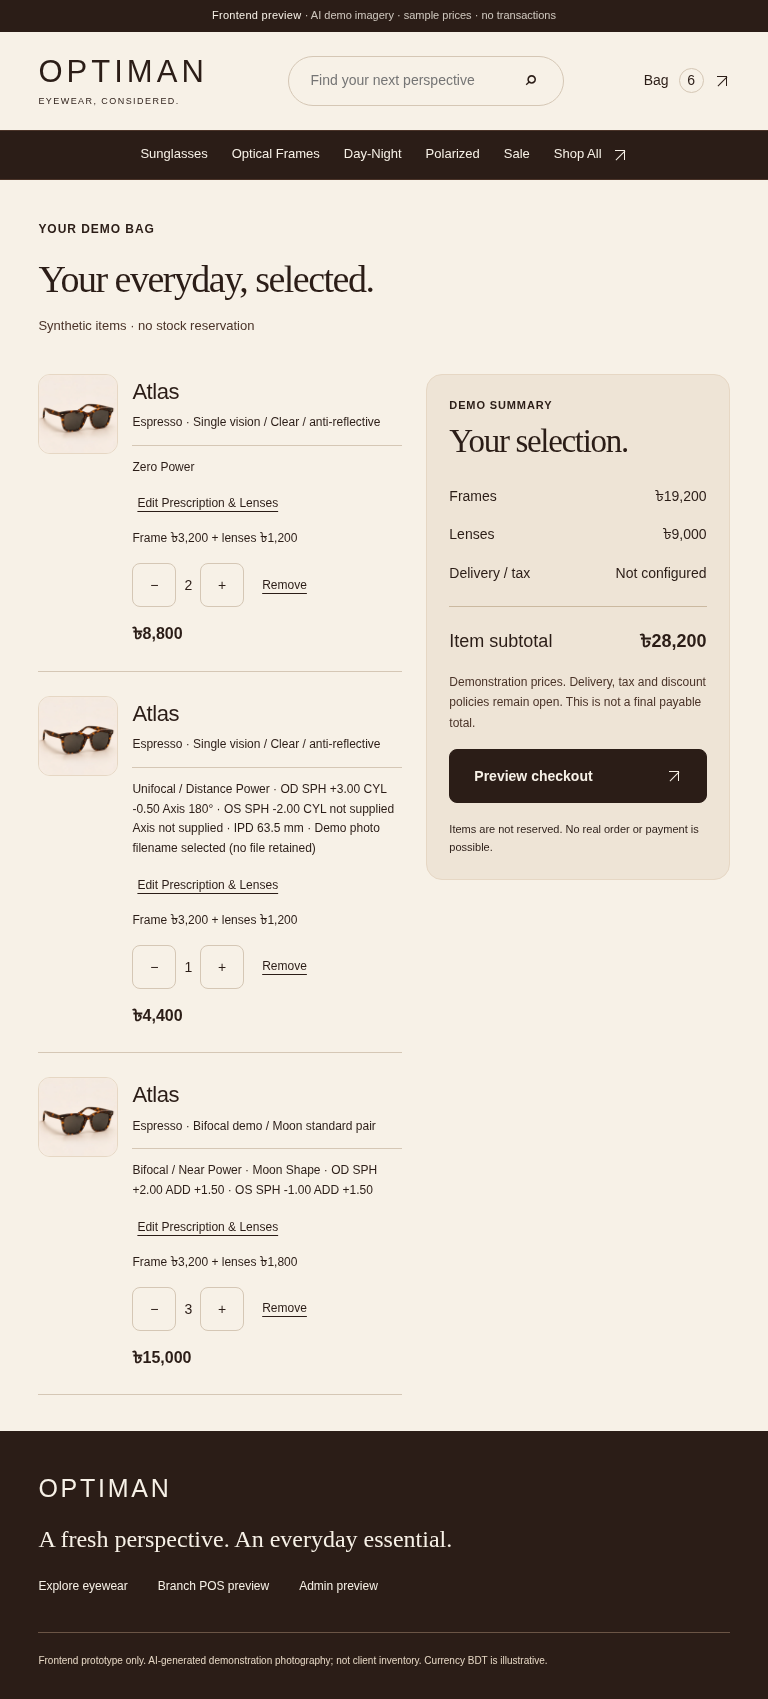 Frontend preview · AI demo imagery · sample prices · no transactions
OPTIMAN
EYEWEAR, CONSIDERED.
Find your next perspective
Bag 6
Sunglasses Optical Frames Day-Night Polarized Sale Shop All
YOUR DEMO BAG
Your everyday, selected.
Synthetic items · no stock reservation
Atlas
Espresso · Single vision / Clear / anti-reflective
Zero Power
Edit Prescription & Lenses
Frame ৳3,200 + lenses ৳1,200
− 2 + Remove
৳8,800
Atlas
Espresso · Single vision / Clear / anti-reflective
Unifocal / Distance Power · OD SPH +3.00 CYL
-0.50 Axis 180° · OS SPH -2.00 CYL not supplied
Axis not supplied · IPD 63.5 mm · Demo photo
filename selected (no file retained)
Edit Prescription & Lenses
Frame ৳3,200 + lenses ৳1,200
− 1 + Remove
৳4,400
Atlas
Espresso · Bifocal demo / Moon standard pair
Bifocal / Near Power · Moon Shape · OD SPH
+2.00 ADD +1.50 · OS SPH -1.00 ADD +1.50
Edit Prescription & Lenses
Frame ৳3,200 + lenses ৳1,800
− 3 + Remove
৳15,000
DEMO SUMMARY
Your selection.
Frames ৳19,200
Lenses ৳9,000
Delivery / tax Not configured
Item subtotal ৳28,200
Demonstration prices. Delivery, tax and discount
policies remain open. This is not a final payable
total.
Preview checkout
Items are not reserved. No real order or payment is
possible.
OPTIMAN
A fresh perspective. An everyday essential.
Explore eyewear Branch POS preview Admin preview
Frontend prototype only. AI-generated demonstration photography; not client inventory. Currency BDT is illustrative.